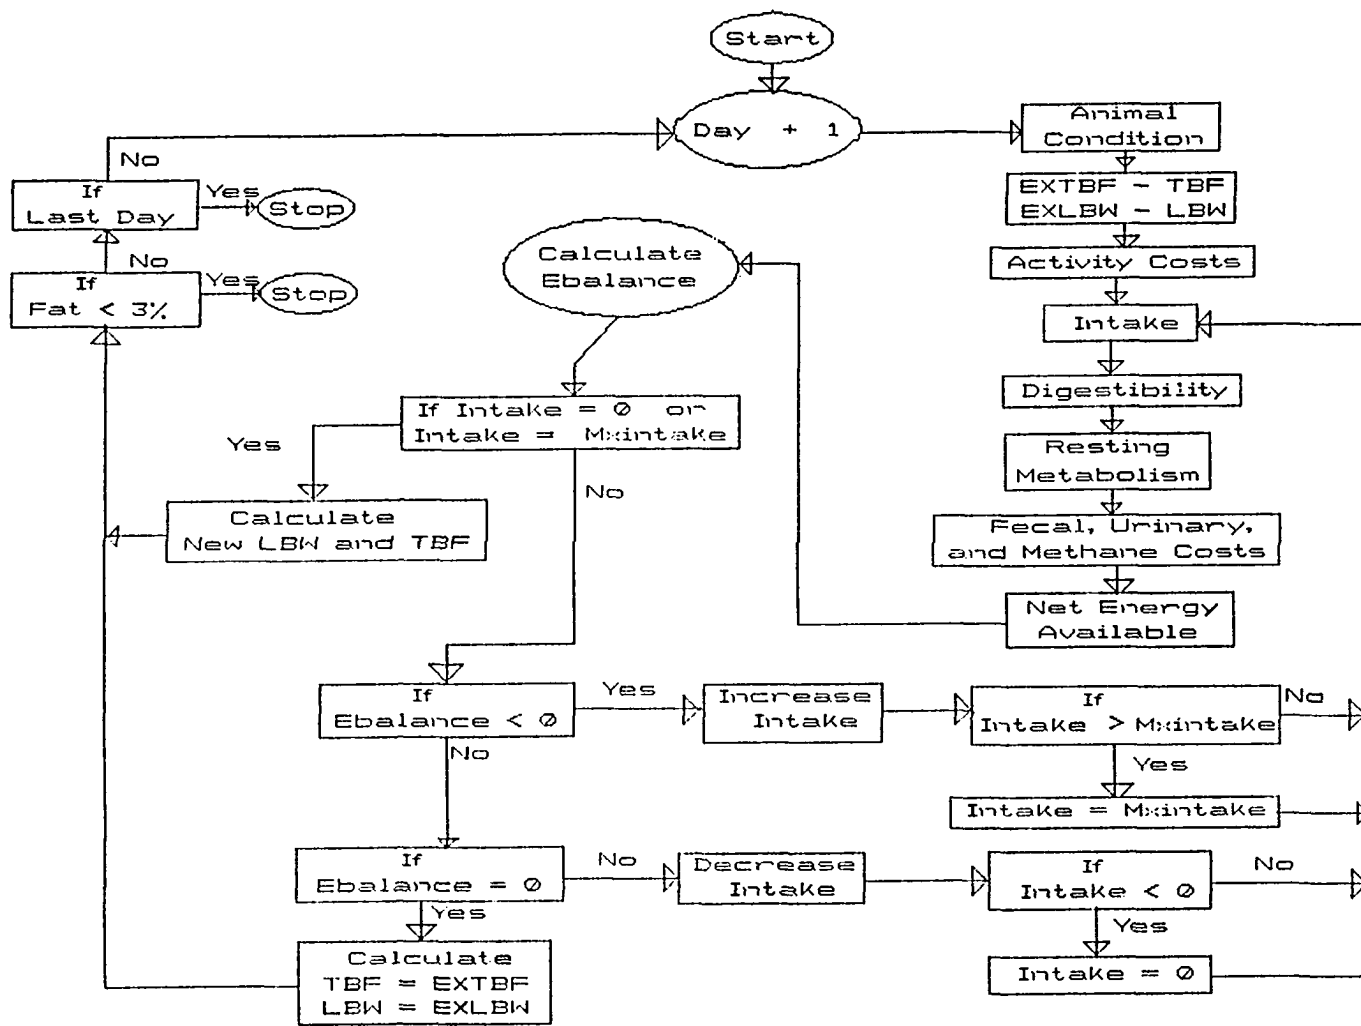 Start
Day + 1
Animal
Condition
EXTBF - TBF
EXLBW - LBW
Activity Costs
Intake
Digestibility
Resting
Metabolism
Fecal, Urinary,
and Methane Costs
Net Energy
Available
Calculate
Ebalance
If Intake = 0 or
Intake = Mxintake
Yes
No
Calculate
New LBW and TBF
No
If
Last Day
Yes
Stop
No
If
Fat < 3%
Yes
Stop
If
Ebalance < 0
Yes
No
Increase
Intake
If
Intake > Mxintake
No
Yes
Intake = Mxintake
If
Ebalance = 0
No
Yes
Decrease
Intake
If
Intake < 0
No
Yes
Intake = 0
Calculate
TBF = EXTBF
LBW = EXLBW